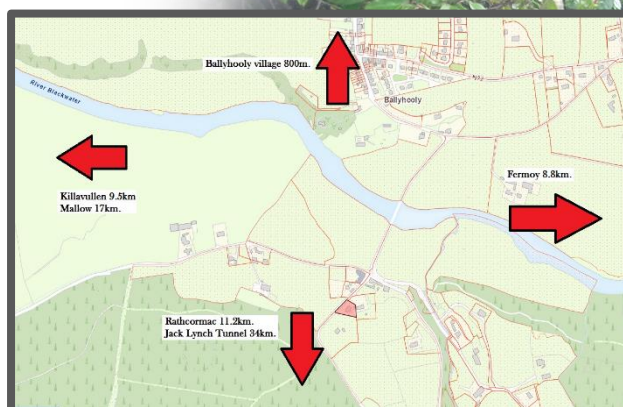 Ballyhooly village 800m.
N72
Ballyhooly
River Blackwater
Killavullen 9.5km
Mallow 17km.
Fermoy 8.8km.
Rathcormac 11.2km.
Jack Lynch Tunnel 34km.